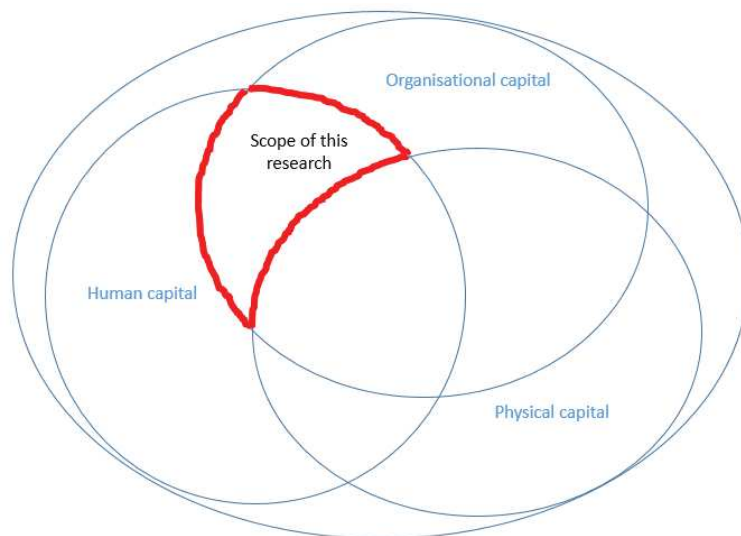 Organisational capital
Scope of this
research
Human capital
Physical capital